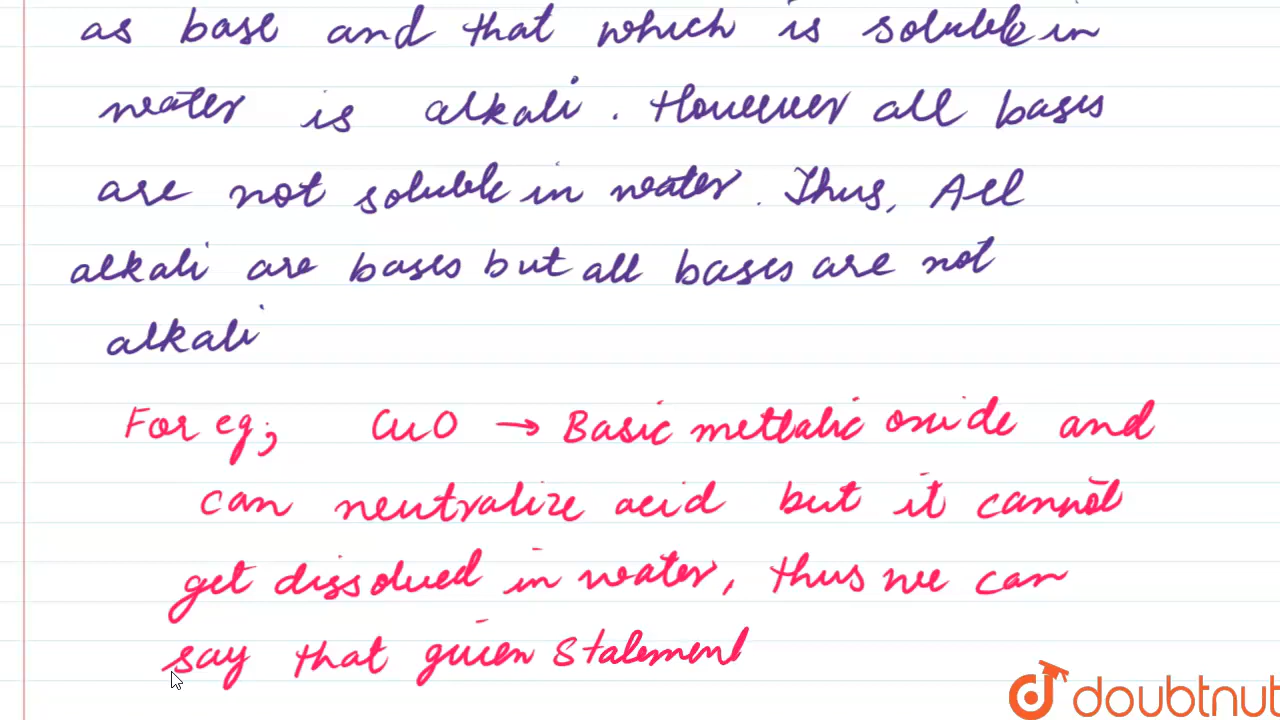 as base and that which is soluble in
water is alkali. However all bases
are not soluble in water. Thus, All
alkali are bases but all bases are not
alkali
For eg; CuO → Basic metlalic oxide and
can neutralize acid but it cannot
get dissolved in water, thus we can
say that given statement
doubtnut